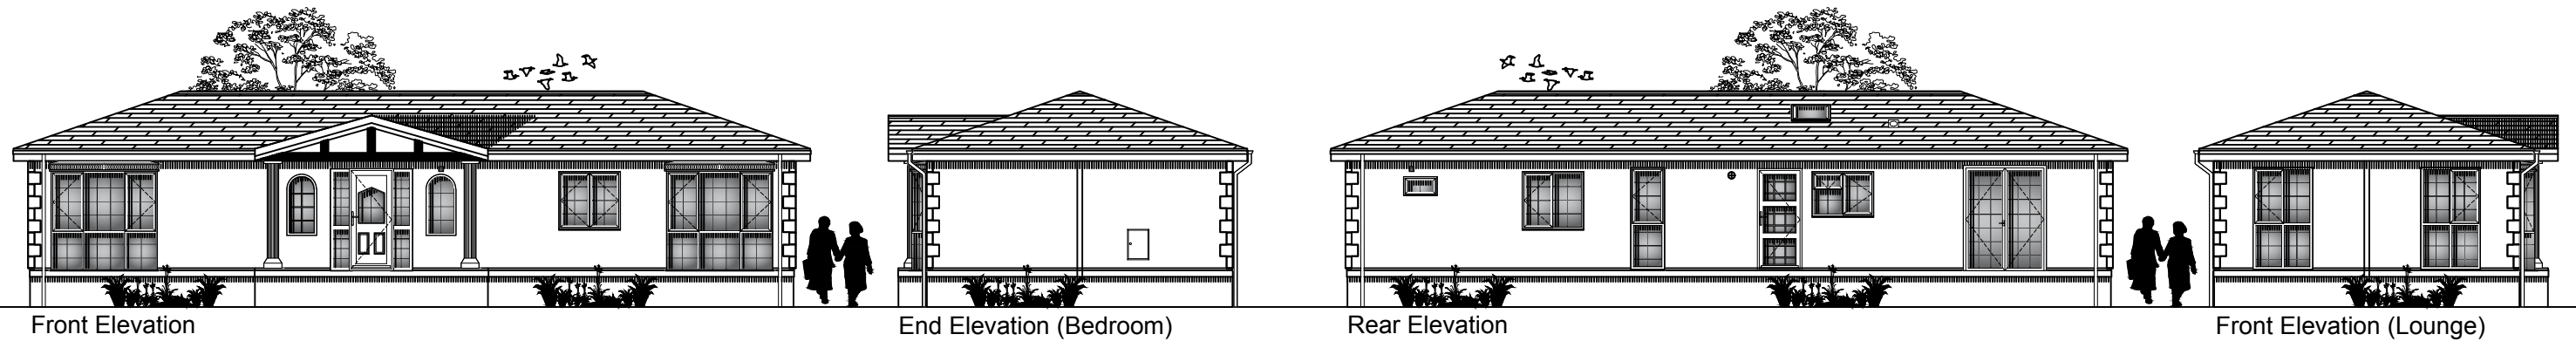 Front Elevation
End Elevation (Bedroom)
Rear Elevation
Front Elevation (Lounge)